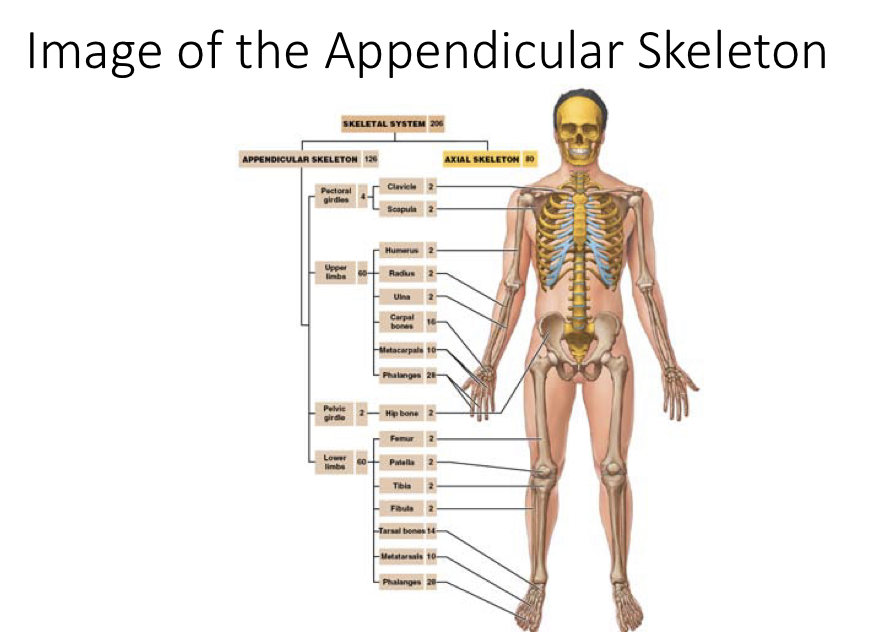 Image of the Appendicular Skeleton
SKELETAL SYSTEM 206
APPENDICULAR SKELETON 126
AXIAL SKELETON 80
Pectoral
girdles 4
Clavicle 2
Scapula 2
Upper
limbs 60
Humerus 2
Radius 2
Ulna 2
Carpal
bones 16
Metacarpals 10
Phalanges 28
Pelvic
girdle 2
Hip bone 2
Lower
limbs 60
Femur 2
Patella 2
Tibia 2
Fibula 2
Tarsal bones 14
Metatarsals 10
Phalanges 28